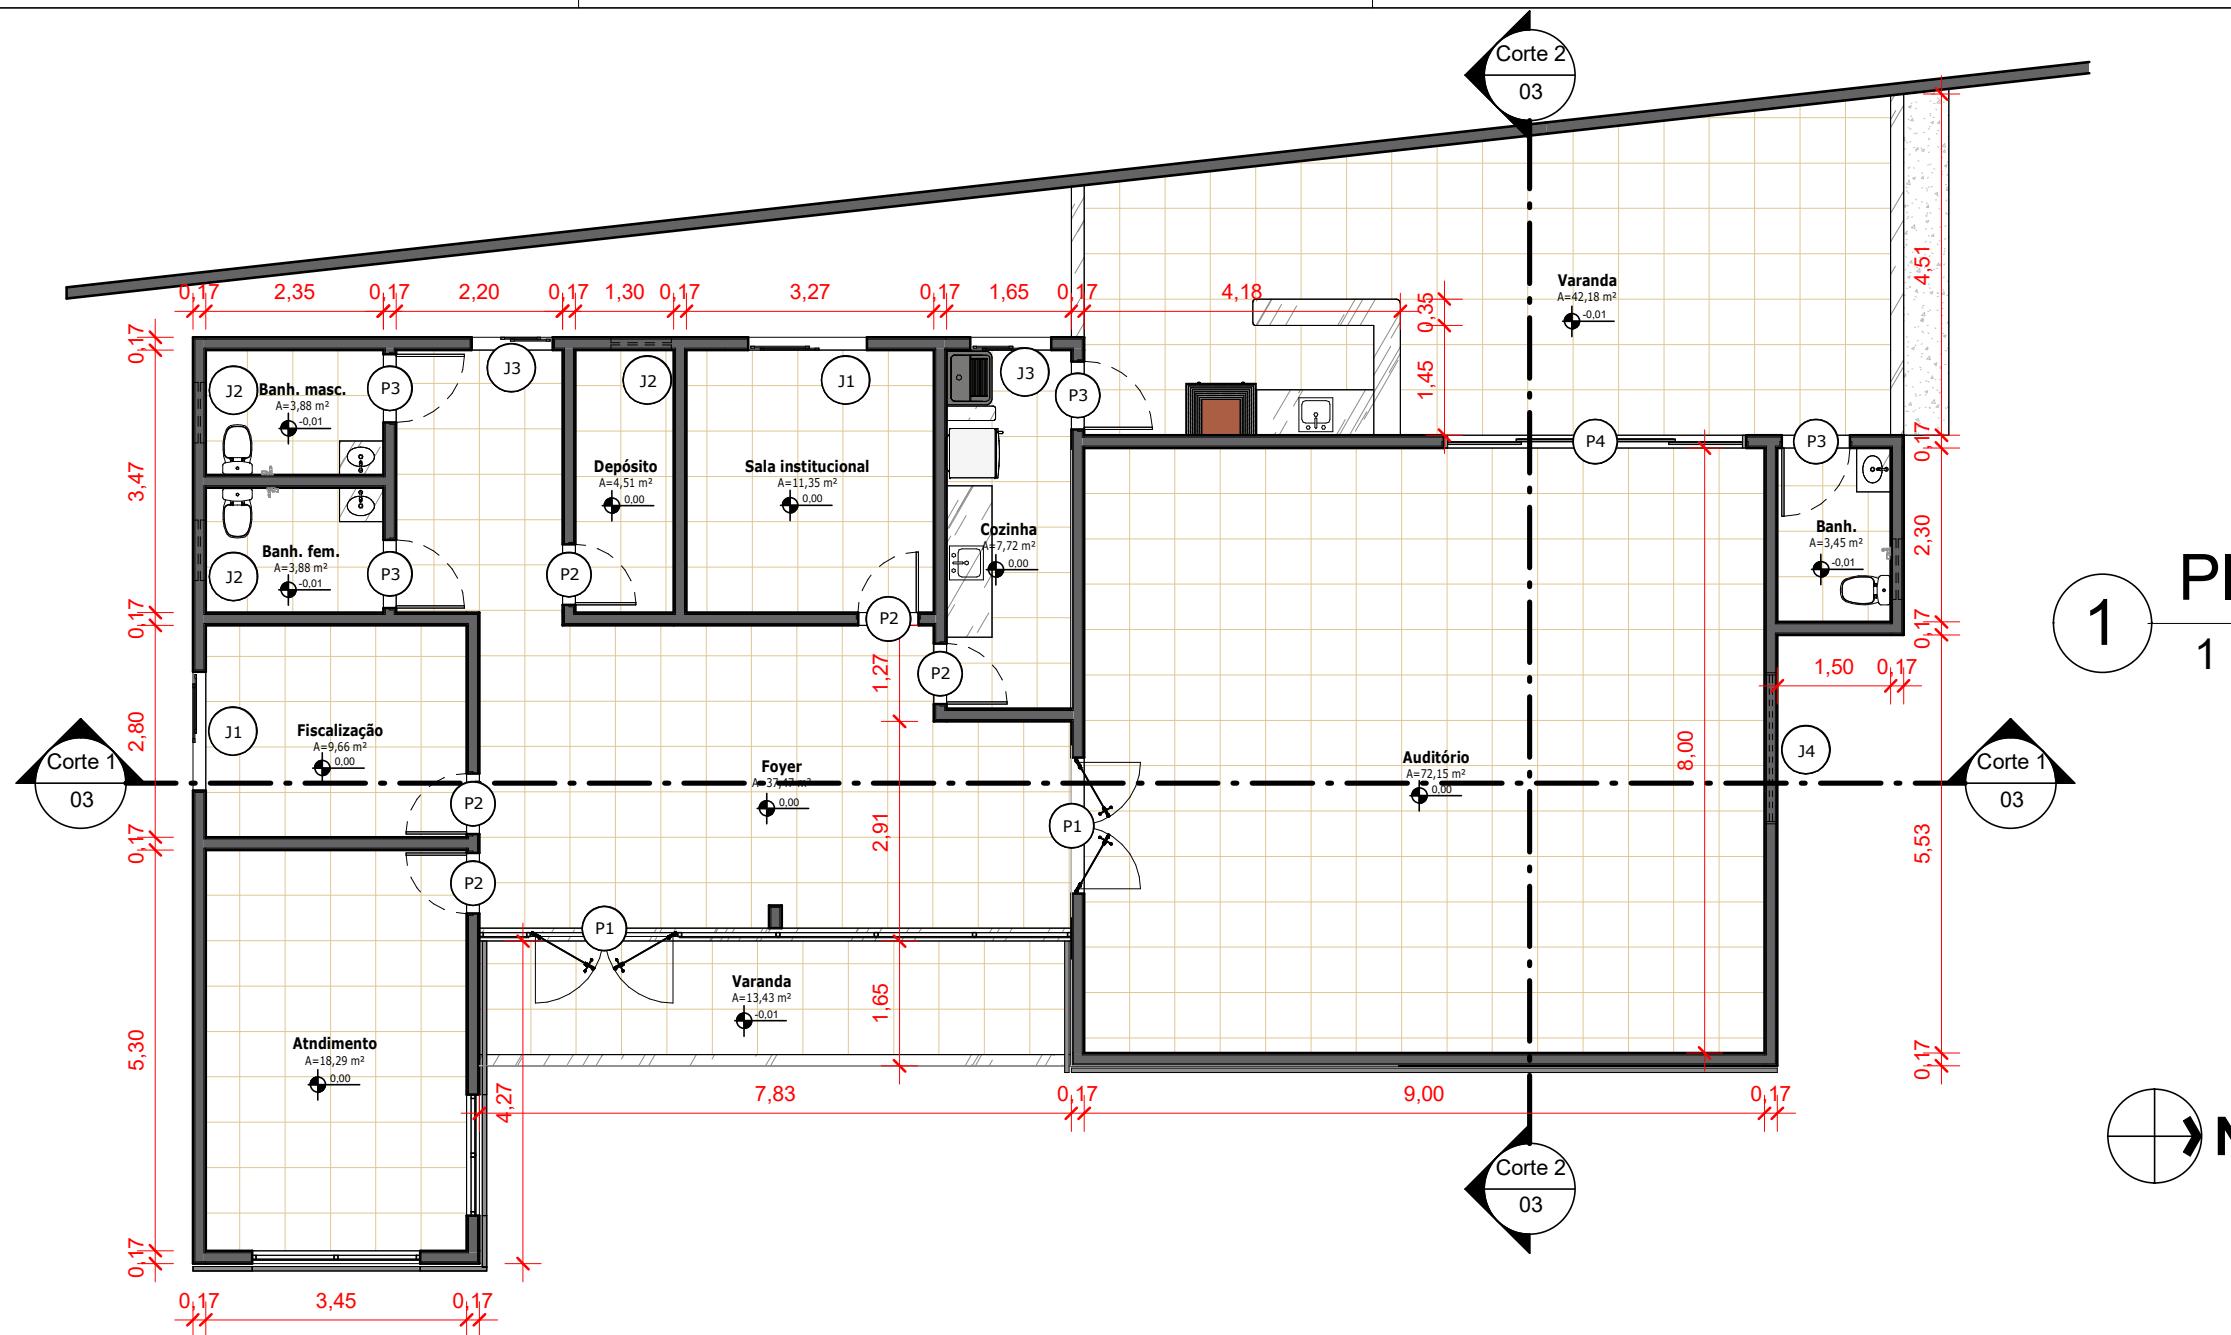 Corte 2
03
0,17
2,35
0,17
2,20
0,17
1,30
0,17
3,27
0,17
1,65
0,17
4,18
0,35
1,45
Varanda
A=42,18 m²
-0,01
4,51
0,17
J2
Banh. masc.
A=3,88 m²
-0,01
P3
J3
J2
J1
J3
P3
P4
P3
0,17
3,47
Depósito
A=4,51 m²
0,00
Sala institucional
A=11,35 m²
0,00
Cozinha
A=7,72 m²
0,00
Banh.
A=3,45 m²
-0,01
2,30
J2
Banh. fem.
A=3,88 m²
-0,01
P3
P2
P2
P2
1,27
0,17
0,17
1,50
0,17
1
1
J1
Fiscalização
A=9,66 m²
0,00
2,80
P2
Corte 1
03
Foyer
A=37,47 m²
0,00
2,91
P1
Auditório
A=72,15 m²
0,00
8,00
J4
Corte 1
03
5,53
0,17
P2
P1
Varanda
A=13,43 m²
-0,01
1,65
5,30
Atndimento
A=18,29 m²
0,00
4,27
7,83
0,17
9,00
0,17
0,17
Corte 2
03
0,17
0,17
3,45
0,17